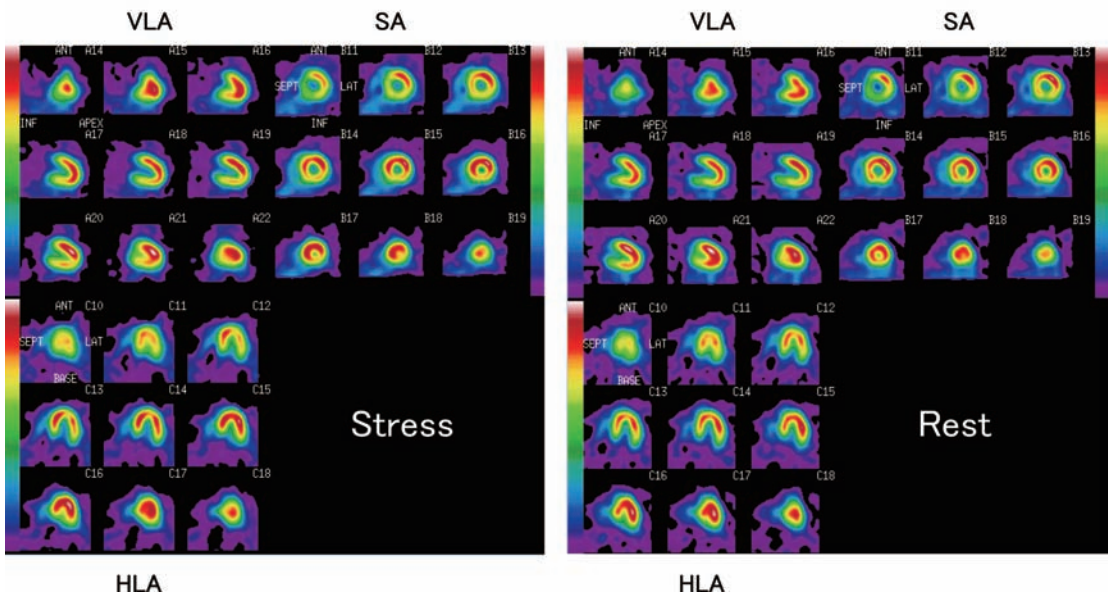 VLA SA
ANT A14 A15 A16 ANT B11 B12 B13
SEPT LAT
INF APEX INF
A17 A18 A19 B14 B15 B16
A20 A21 A22 B17 B18 B19
ANT C10 C11 C12
SEPT LAT
BASE
C13 C14 C15
Stress
C16 C17 C18
HLA
VLA SA
ANT A14 A15 A16 ANT B11 B12 B13
SEPT LAT
INF APEX INF
A17 A18 A19 B14 B15 B16
A20 A21 A22 B17 B18 B19
ANT C10 C11 C12
SEPT LAT
BASE
C13 C14 C15
Rest
C16 C17 C18
HLA